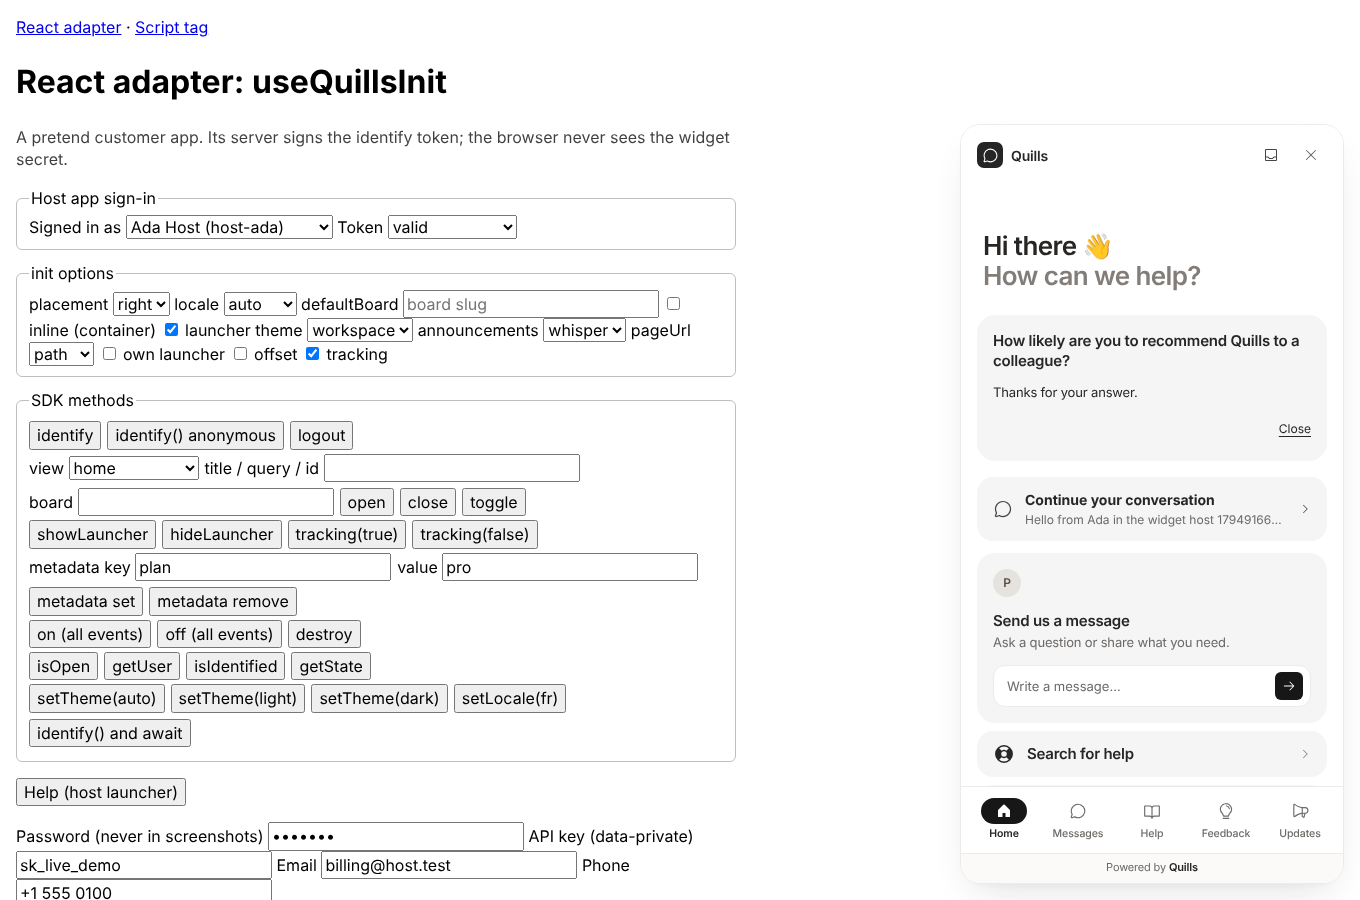 React adapter · Script tag
React adapter: useQuillsInit
A pretend customer app. Its server signs the identify token; the browser never sees the widget
secret.
Host app sign-in
Signed in as Ada Host (host-ada) Token valid
init options
placement right locale auto defaultBoard board slug
inline (container) launcher theme workspace announcements whisper pageUrl
path own launcher offset tracking
SDK methods
identify identify() anonymous logout
view home title / query / id
board open close toggle
showLauncher hideLauncher tracking(true) tracking(false)
metadata key plan value pro
metadata set metadata remove
on (all events) off (all events) destroy
isOpen getUser isIdentified getState
setTheme(auto) setTheme(light) setTheme(dark) setLocale(fr)
identify() and await
Help (host launcher)
Password (never in screenshots) ••••••• API key (data-private)
sk_live_demo Email billing@host.test Phone
+1 555 0100
Quills
Hi there 👋
How can we help?
How likely are you to recommend Quills to a
colleague?
Thanks for your answer.
Close
Continue your conversation
Hello from Ada in the widget host 17949166...
P
Send us a message
Ask a question or share what you need.
Write a message...
Search for help
Home Messages Help Feedback Updates
Powered by Quills